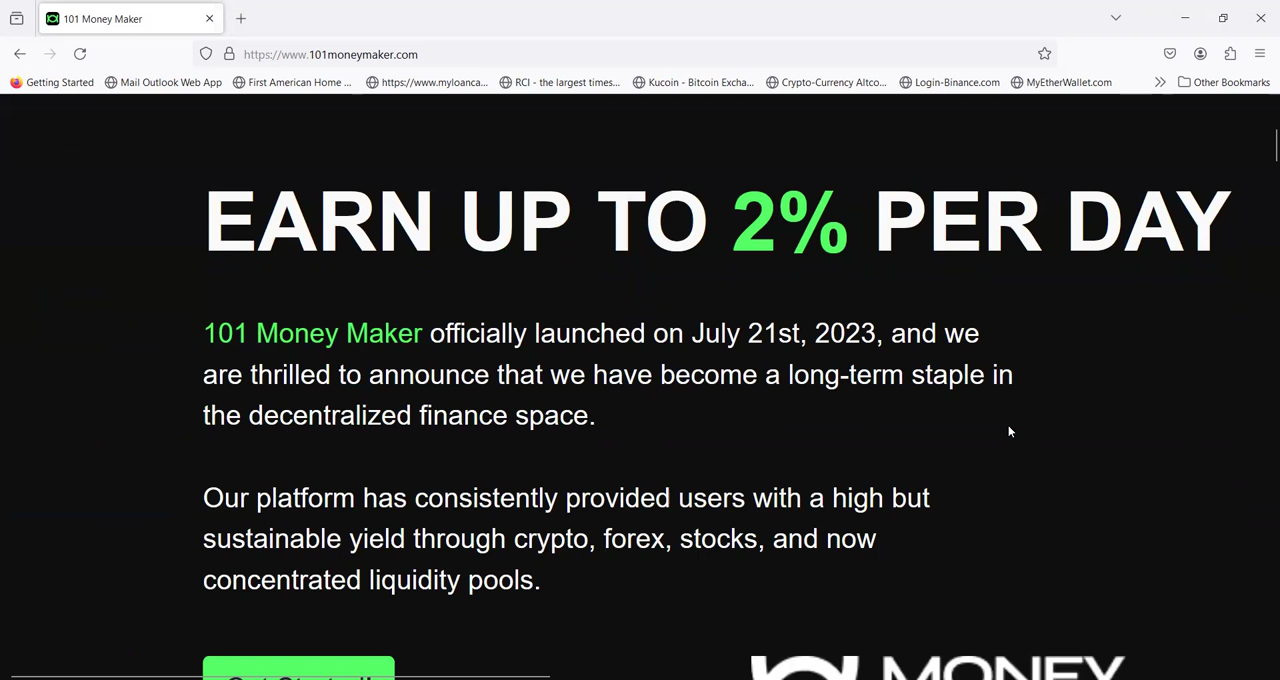 101 Money Maker
https://www.101moneymaker.com
Getting Started
Mail Outlook Web App
First American Home ...
https://www.myloanca...
RCI - the largest times...
Kucoin - Bitcoin Excha...
Crypto-Currency Altco...
Login-Binance.com
MyEtherWallet.com
Other Bookmarks
EARN UP TO 2% PER DAY
101 Money Maker officially launched on July 21st, 2023, and we
are thrilled to announce that we have become a long-term staple in
the decentralized finance space.
Our platform has consistently provided users with a high but
sustainable yield through crypto, forex, stocks, and now
concentrated liquidity pools.
Get Started!
MONEY